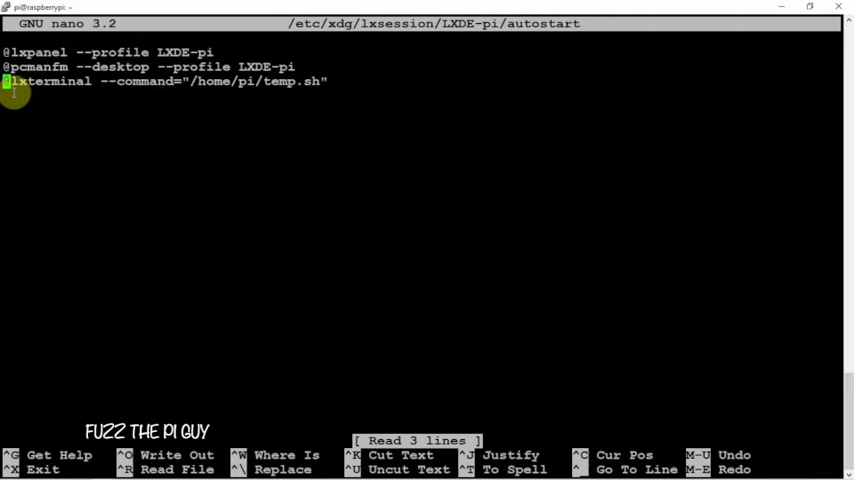 pi@raspberrypi: ~
GNU nano 3.2 /etc/xdg/lxsession/LXDE-pi/autostart
@lxpanel --profile LXDE-pi
@pcmanfm --desktop --profile LXDE-pi
@lxterminal --command="/home/pi/temp.sh"
FUZZ THE PI GUY
[ Read 3 lines ]
^G Get Help ^O Write Out ^W Where Is ^K Cut Text ^J Justify ^C Cur Pos M-U Undo
^X Exit ^R Read File ^\ Replace ^U Uncut Text ^T To Spell ^_ Go To Line M-E Redo